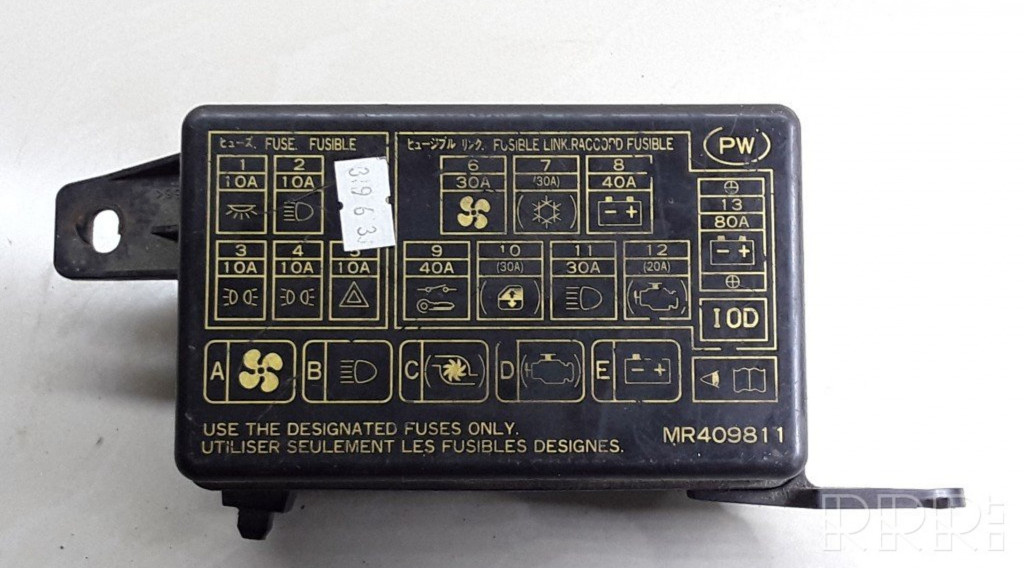 ヒューズ. FUSE. FUSIBLE
ヒュージブル リンク. FUSIBLE LINK.RACCORD FUSIBLE
PW
1
10A
2
10A
6
30A
7
(30A)
8
40A
13
80A
3
10A
4
10A
5
10A
9
40A
10
(30A)
11
30A
12
(20A)
IOD
A
B
C
D
E
USE THE DESIGNATED FUSES ONLY.
UTILISER SEULEMENT LES FUSIBLES DESIGNES.
MR409811
RRR